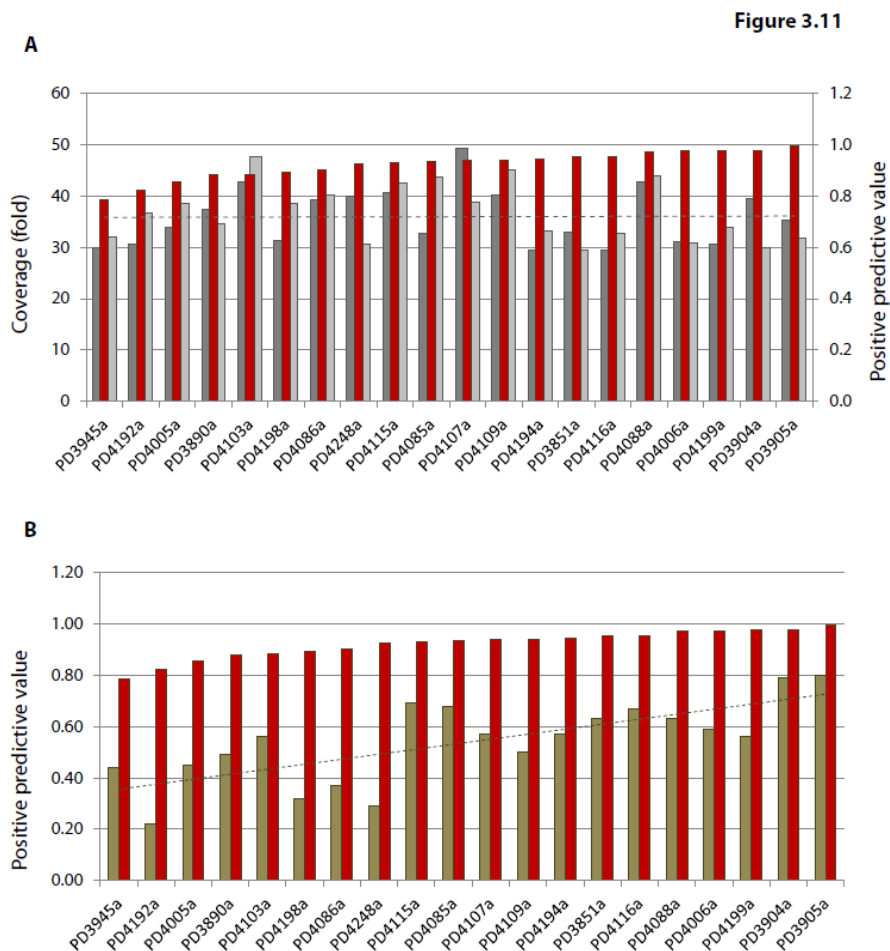 Figure 3.11
A
60
50
40
30
20
10
0
Coverage (fold)
1.2
1.0
0.8
0.6
0.4
0.2
0.0
Positive predictive value
PD3945a
PD4192a
PD4005a
PD3890a
PD4103a
PD4198a
PD4086a
PD4248a
PD4115a
PD4085a
PD4107a
PD4109a
PD4194a
PD3851a
PD4116a
PD4088a
PD4006a
PD4199a
PD3904a
PD3905a
B
1.20
1.00
0.80
0.60
0.40
0.20
0.00
Positive predictive value
PD3945a
PD4192a
PD4005a
PD3890a
PD4103a
PD4198a
PD4086a
PD4248a
PD4115a
PD4085a
PD4107a
PD4109a
PD4194a
PD3851a
PD4116a
PD4088a
PD4006a
PD4199a
PD3904a
PD3905a